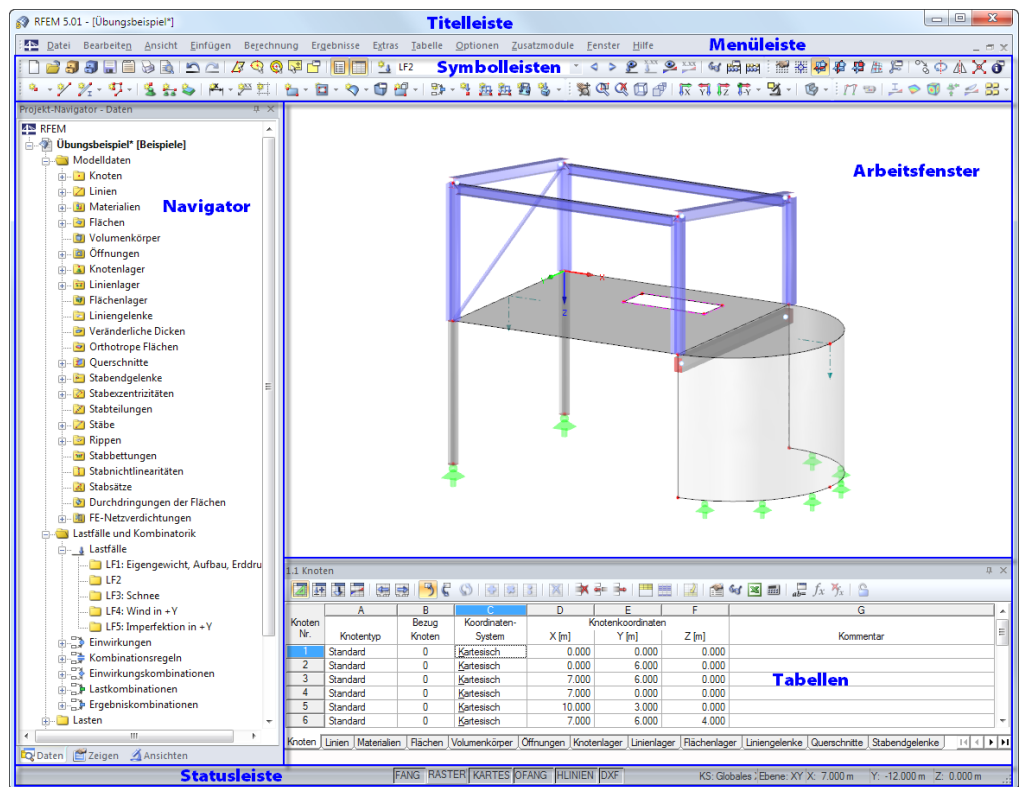 RFEM 5.01 - [Übungsbeispiel*]
Titelleiste
Datei Bearbeiten Ansicht Einfügen Berechnung Ergebnisse Extras Tabelle Optionen Zusatzmodule Fenster Hilfe
Menüleiste
LF2
Symbolleisten
Projekt-Navigator - Daten
RFEM
Übungsbeispiel* [Beispiele]
Modelldaten
Knoten
Linien
Materialien
Navigator
Flächen
Volumenkörper
Öffnungen
Knotenlager
Linienlager
Flächenlager
Liniengelenke
Veränderliche Dicken
Orthotrope Flächen
Querschnitte
Stabendgelenke
Stabexzentrizitäten
Stabteilungen
Stäbe
Rippen
Stabbettungen
Stabnichtlinearitäten
Stabsätze
Durchdringungen der Flächen
FE-Netzverdichtungen
Lastfälle und Kombinatorik
Lastfälle
LF1: Eigengewicht, Aufbau, Erddru
LF2
LF3: Schnee
LF4: Wind in +Y
LF5: Imperfektion in +Y
Einwirkungen
Kombinationsregeln
Einwirkungskombinationen
Lastkombinationen
Ergebniskombinationen
Lasten
Daten Zeigen Ansichten
Arbeitsfenster
X
Z
1.1 Knoten
A B C D E F G
Knoten Bezug Koordinaten- Knotenkoordinaten
Nr. Knotentyp Knoten System X [m] Y [m] Z [m] Kommentar
1 Standard 0 Kartesisch 0.000 0.000 0.000
2 Standard 0 Kartesisch 0.000 6.000 0.000
3 Standard 0 Kartesisch 7.000 6.000 0.000
4 Standard 0 Kartesisch 7.000 0.000 0.000
5 Standard 0 Kartesisch 10.000 3.000 0.000
6 Standard 0 Kartesisch 7.000 6.000 4.000
Tabellen
Knoten Linien Materialien Flächen Volumenkörper Öffnungen Knotenlager Linienlager Flächenlager Liniengelenke Querschnitte Stabendgelenke
Statusleiste
FANG RASTER KARTES OFANG HLINIEN DXF
KS: Globales Ebene: XY X: 7.000 m Y: -12.000 m Z: 0.000 m